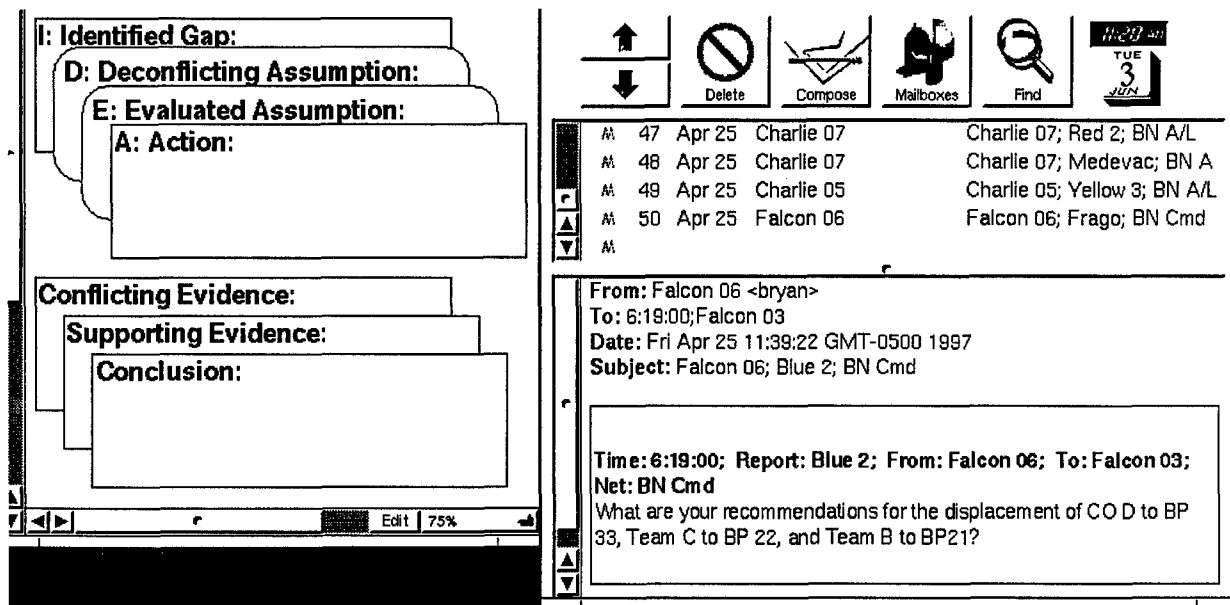 I: Identified Gap:
D: Deconflicting Assumption:
E: Evaluated Assumption:
A: Action:
Conflicting Evidence:
Supporting Evidence:
Conclusion:
Edit 75%
Delete Compose Mailboxes Find
TUE
3
JUN
47 Apr 25 Charlie 07 Charlie 07; Red 2; BN A/L
48 Apr 25 Charlie 07 Charlie 07; Medevac; BN A
49 Apr 25 Charlie 05 Charlie 05; Yellow 3; BN A/L
50 Apr 25 Falcon 06 Falcon 06; Frago; BN Cmd
From: Falcon 06 <bryan>
To: 6:19:00;Falcon 03
Date: Fri Apr 25 11:39:22 GMT-0500 1997
Subject: Falcon 06; Blue 2; BN Cmd
Time: 6:19:00; Report: Blue 2; From: Falcon 06; To: Falcon 03;
Net: BN Cmd
What are your recommendations for the displacement of CO D to BP
33, Team C to BP 22, and Team B to BP21?